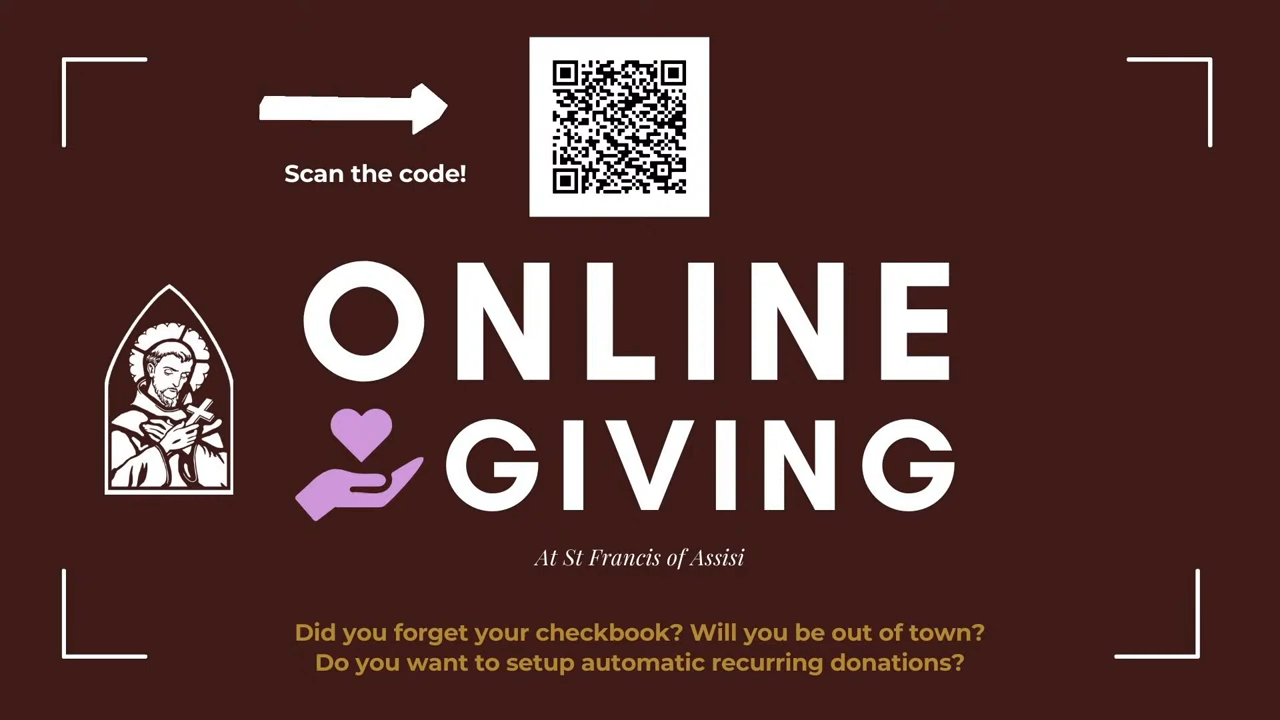 Scan the code!
ONLINE
GIVING
At St Francis of Assisi
Did you forget your checkbook? Will you be out of town?
Do you want to setup automatic recurring donations?